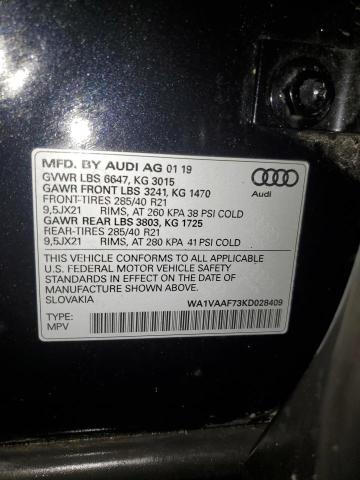 MFD. BY AUDI AG 01 19
GVWR LBS 6647, KG 3015
GAWR FRONT LBS 3241, KG 1470
FRONT-TIRES 285/40 R21
9,5JX21 RIMS, AT 260 KPA 38 PSI COLD
GAWR REAR LBS 3803, KG 1725
REAR-TIRES 285/40 R21
9,5JX21 RIMS, AT 280 KPA 41 PSI COLD
Audi
THIS VEHICLE CONFORMS TO ALL APPLICABLE
U.S. FEDERAL MOTOR VEHICLE SAFETY
STANDARDS IN EFFECT ON THE DATE OF
MANUFACTURE SHOWN ABOVE.
SLOVAKIA WA1VAAF73KD028409
TYPE:
MPV